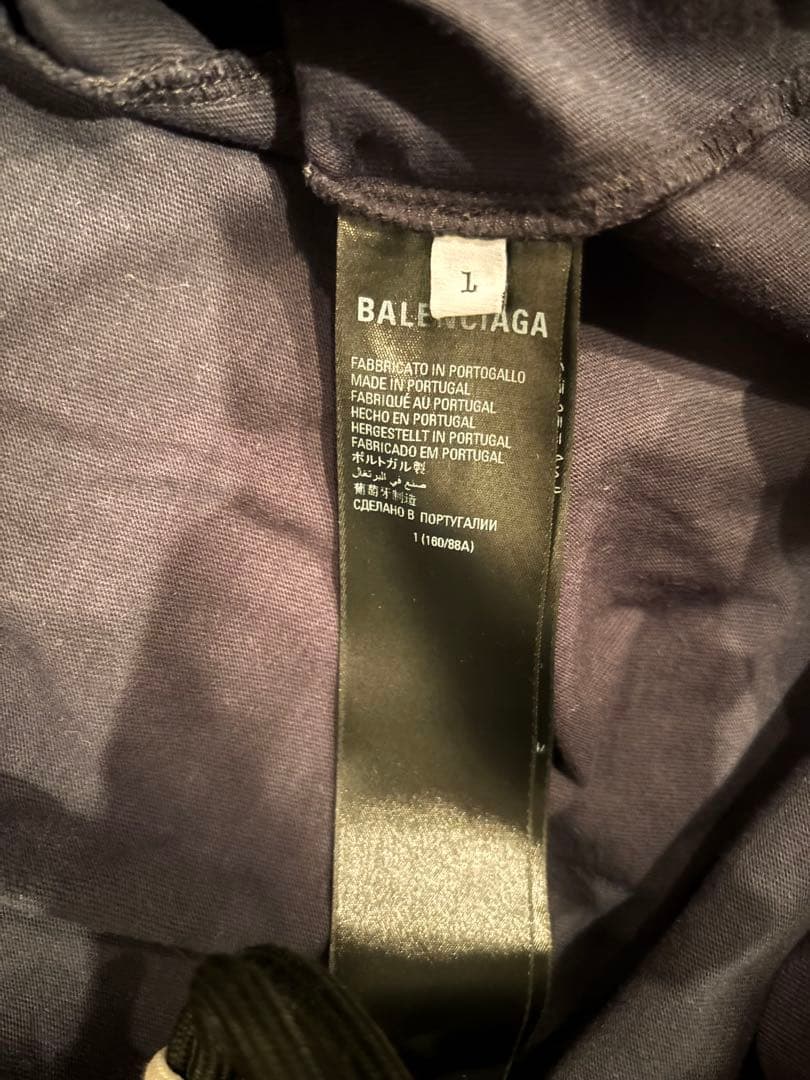 1
BALENCIAGA
FABBRICATO IN PORTOGALLO
MADE IN PORTUGAL
FABRIQUÉ AU PORTUGAL
HECHO EN PORTUGAL
HERGESTELLT IN PORTUGAL
FABRICADO EM PORTUGAL
ポルトガル製
صنع في البرتغال
葡萄牙制造
СДЕЛАНО В ПОРТУГАЛИИ
1 (160/88A)